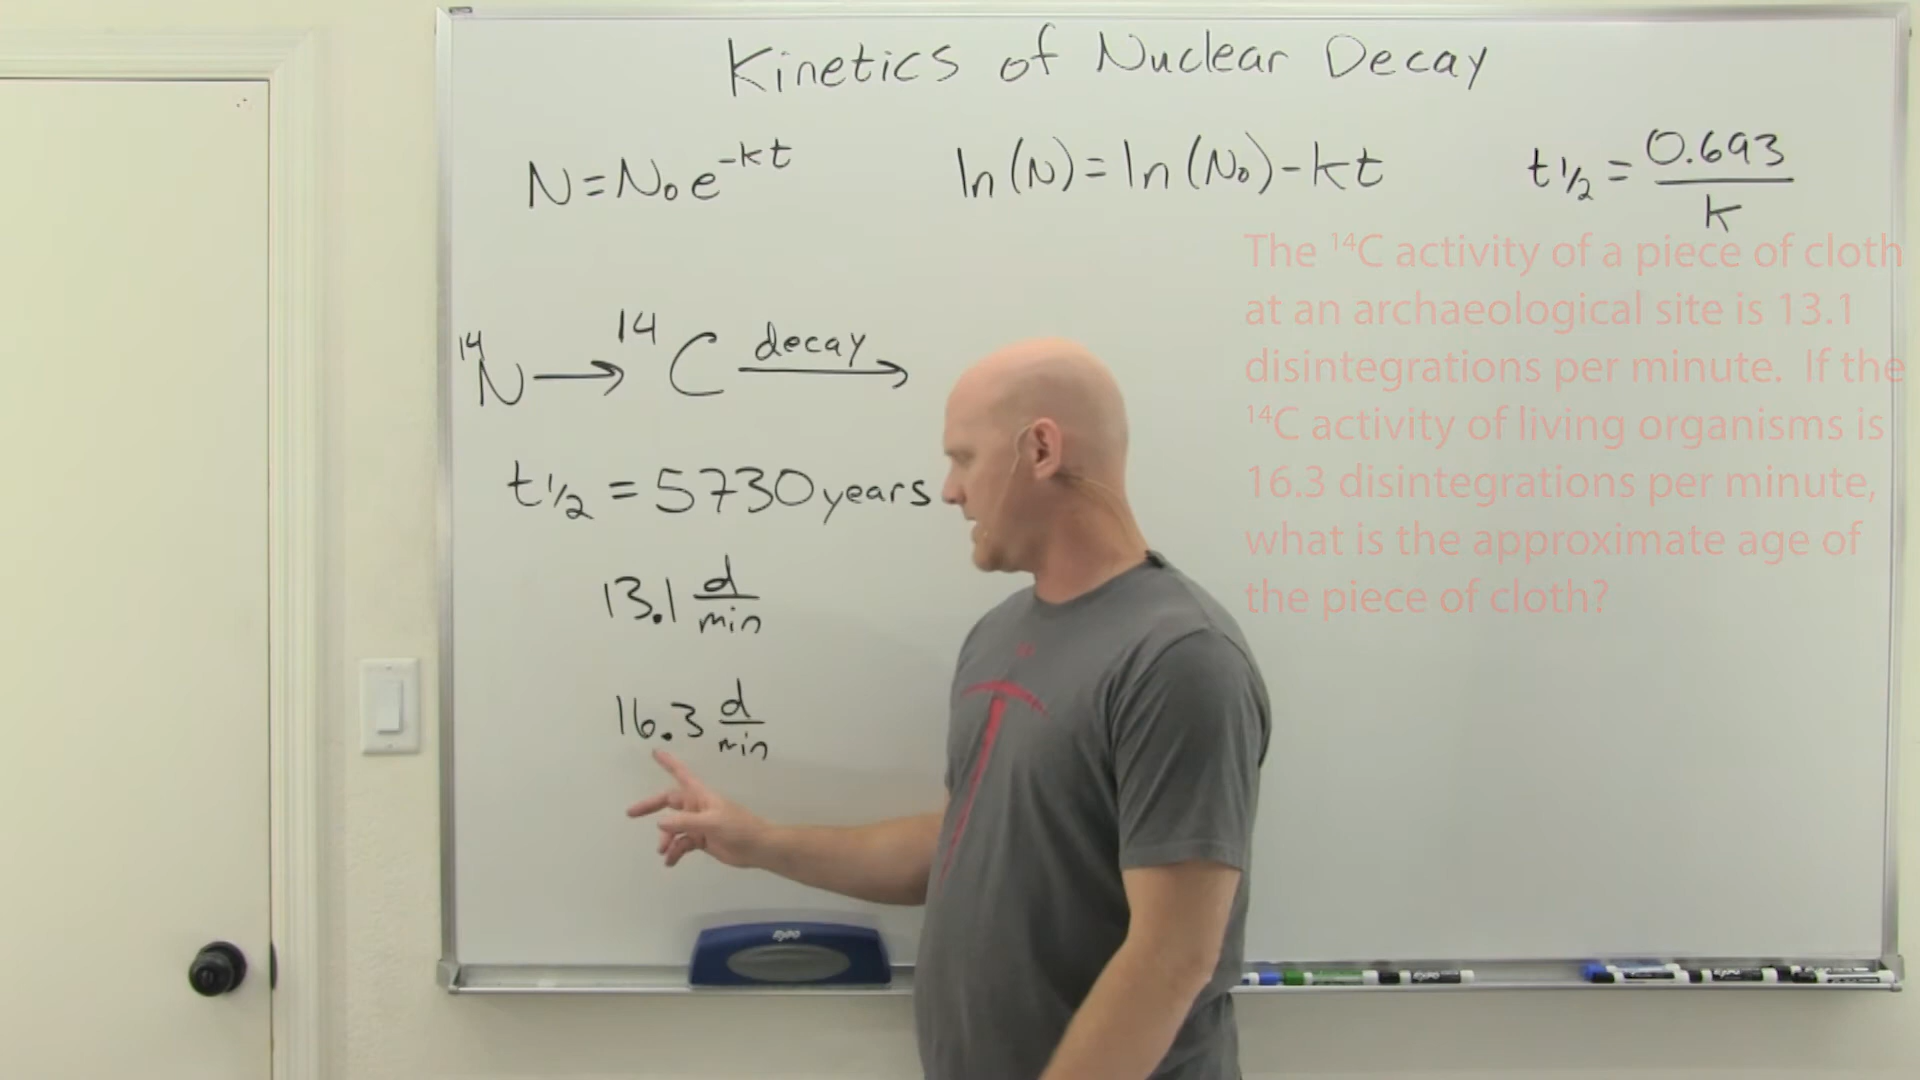 Kinetics of Nuclear Decay
N=N₀e^-kt
ln(N)=ln(N₀)-kt
t½ = 0.693/k
¹⁴N → ¹⁴C decay →
t½ = 5730 years
13.1 d/min
16.3 d/min
The ¹⁴C activity of a piece of cloth
at an archaeological site is 13.1
disintegrations per minute. If the
¹⁴C activity of living organisms is
16.3 disintegrations per minute,
what is the approximate age of
the piece of cloth?
EXPO
EXPO
EXPO